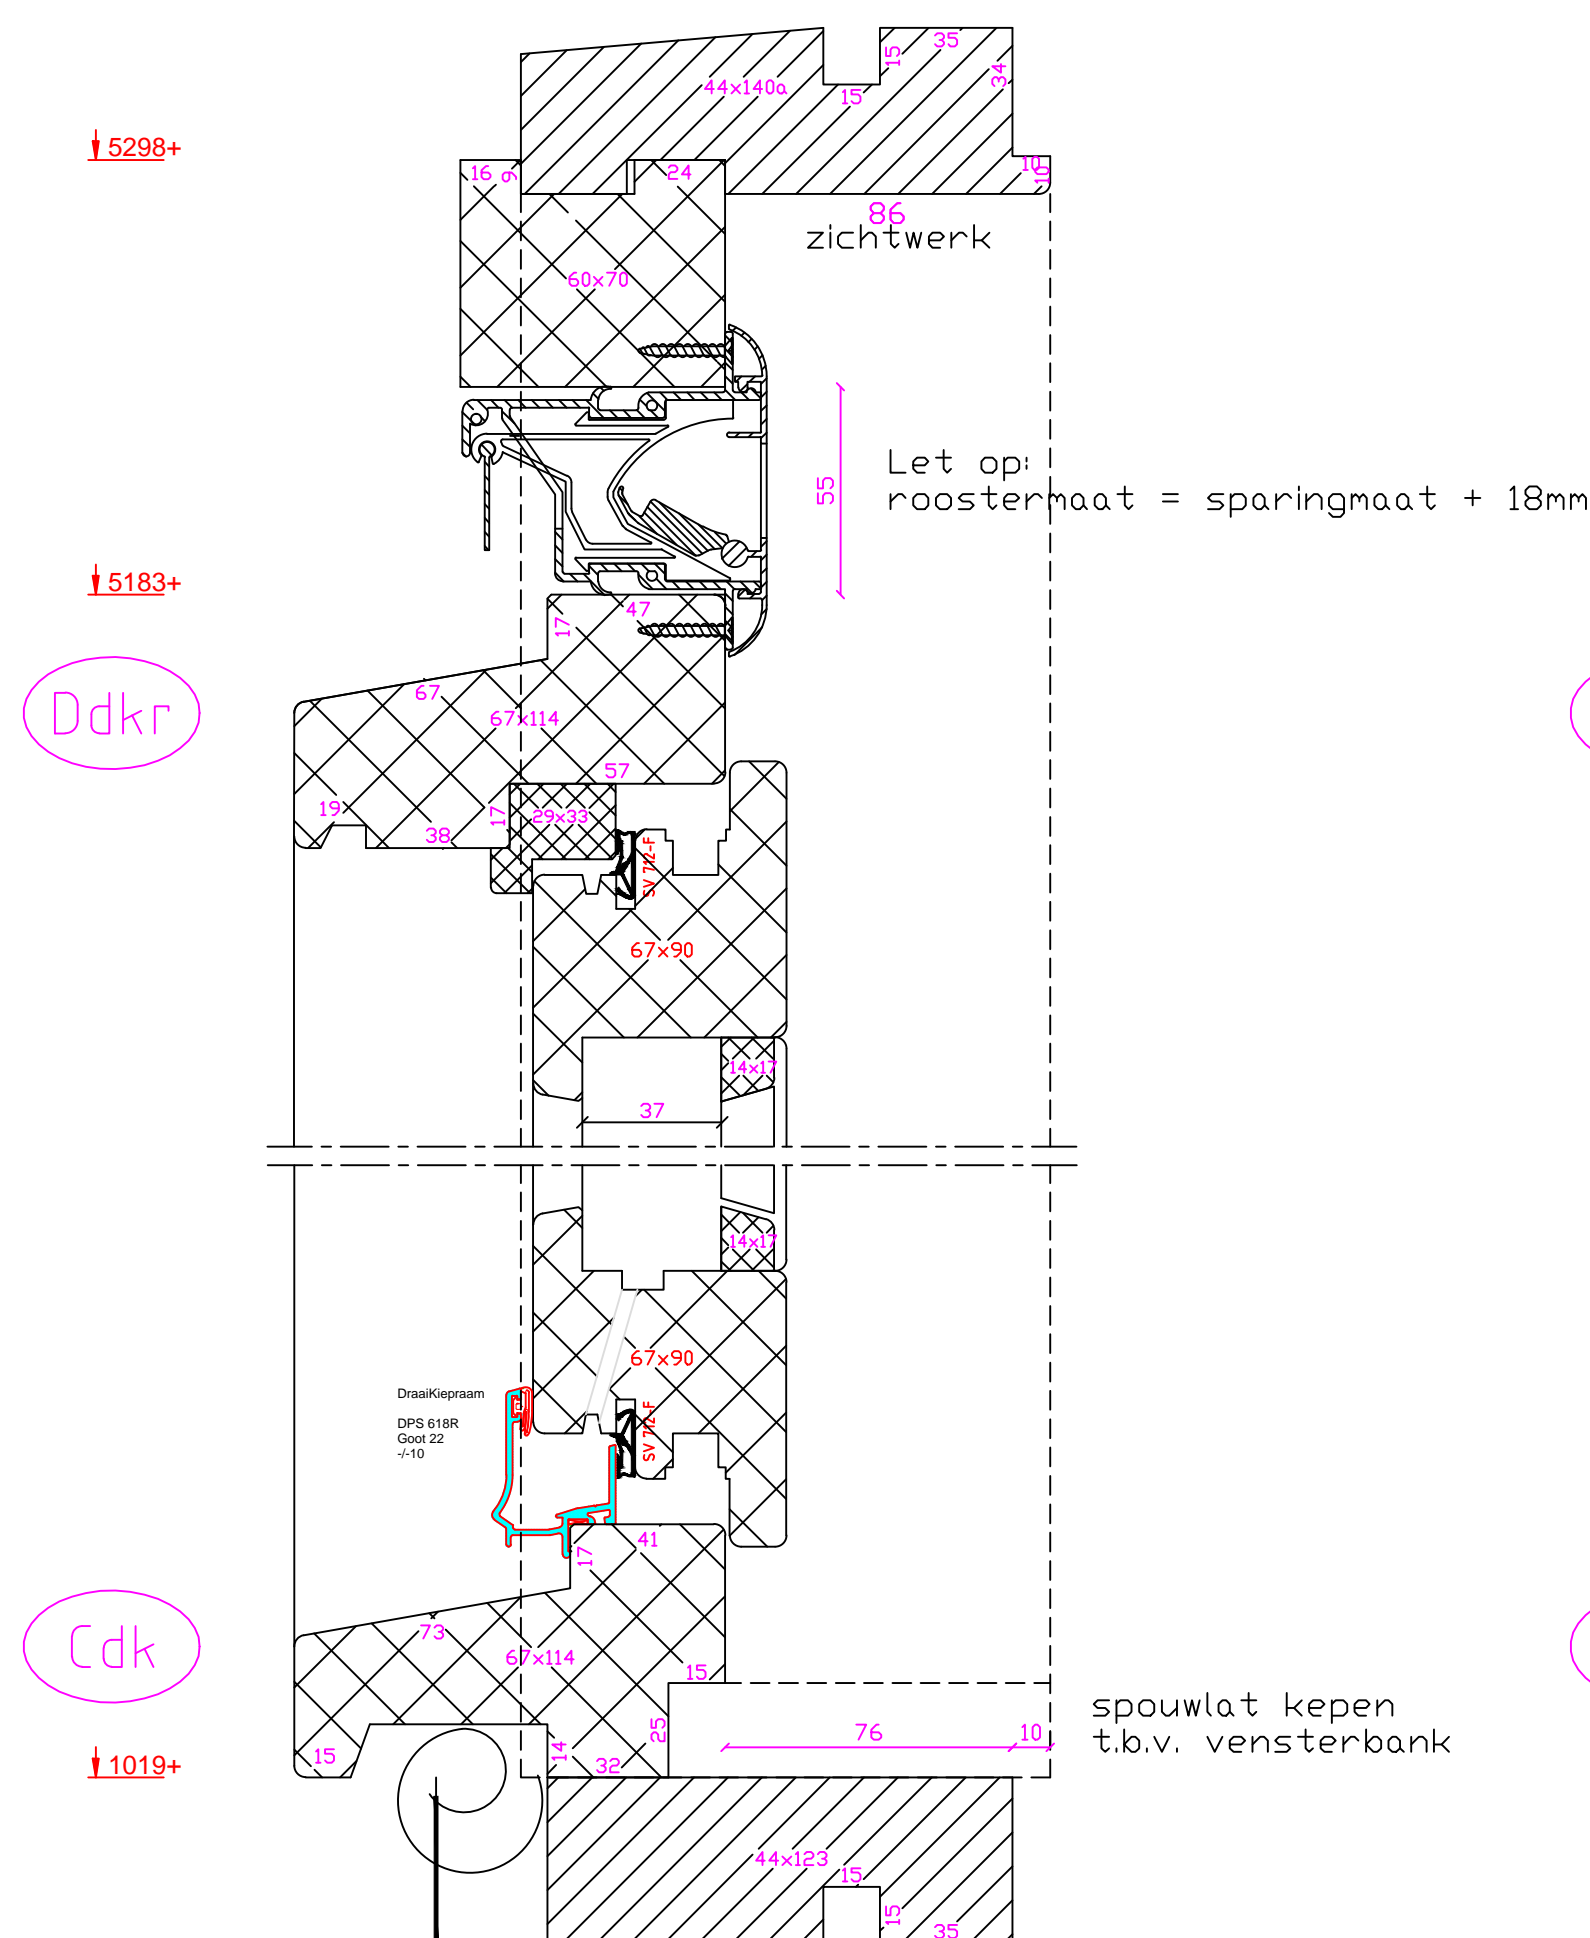 35
15
34
44x140a
15
5298+
10
10
16
9
24
86
zichtwerk
60x70
Let op:
roostermaat = sparingmaat + 18mm
55
5183+
47
17
67
Ddkr
67x114
57
19
17
29x33
38
SV 712-F
67x90
14x17
37
14x17
67x90
DraaiKiepraam
DPS 618R
Goot 22
-/-10
SV 712-F
41
17
73
Cdk
67x114
15
spouwlat kepen
t.b.v. vensterbank
25
76
10
14
15
1019+
32
44x123
15
15
35